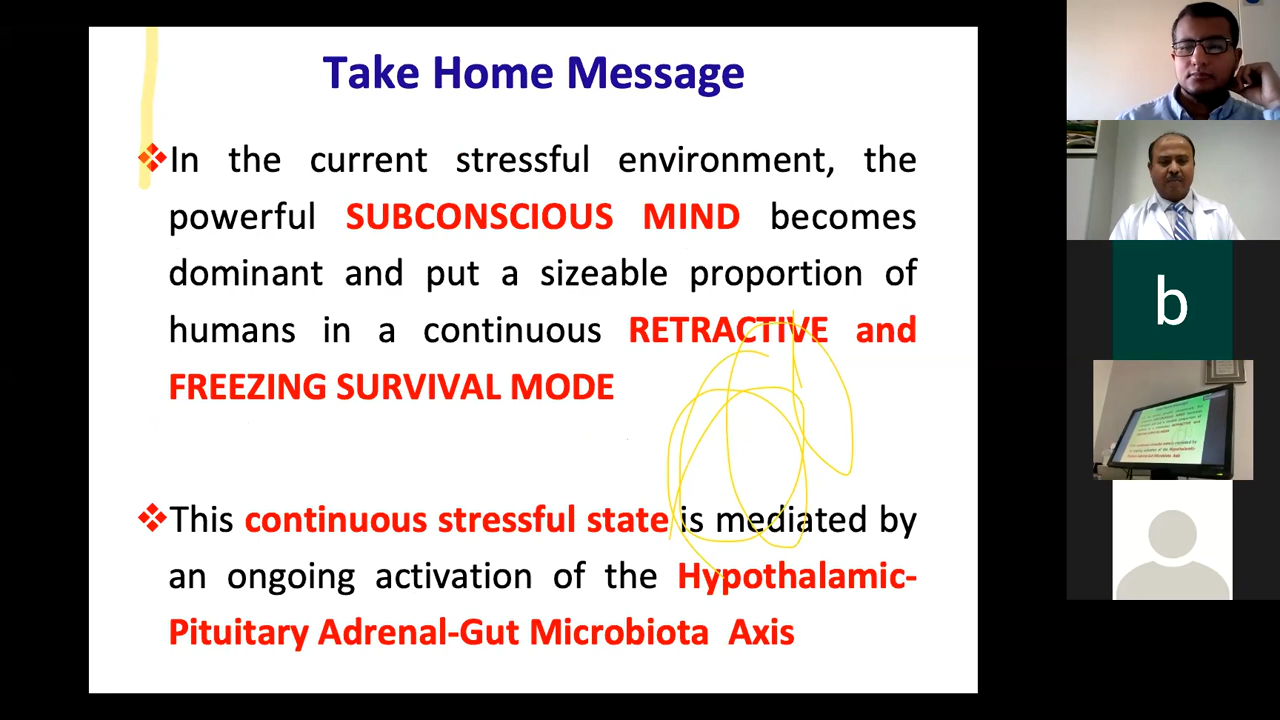 Take Home Message
❖In the current stressful environment, the
powerful SUBCONSCIOUS MIND becomes
dominant and put a sizeable proportion of
humans in a continuous RETRACTIVE and
FREEZING SURVIVAL MODE
❖This continuous stressful state is mediated by
an ongoing activation of the Hypothalamic-
Pituitary Adrenal-Gut Microbiota Axis
b